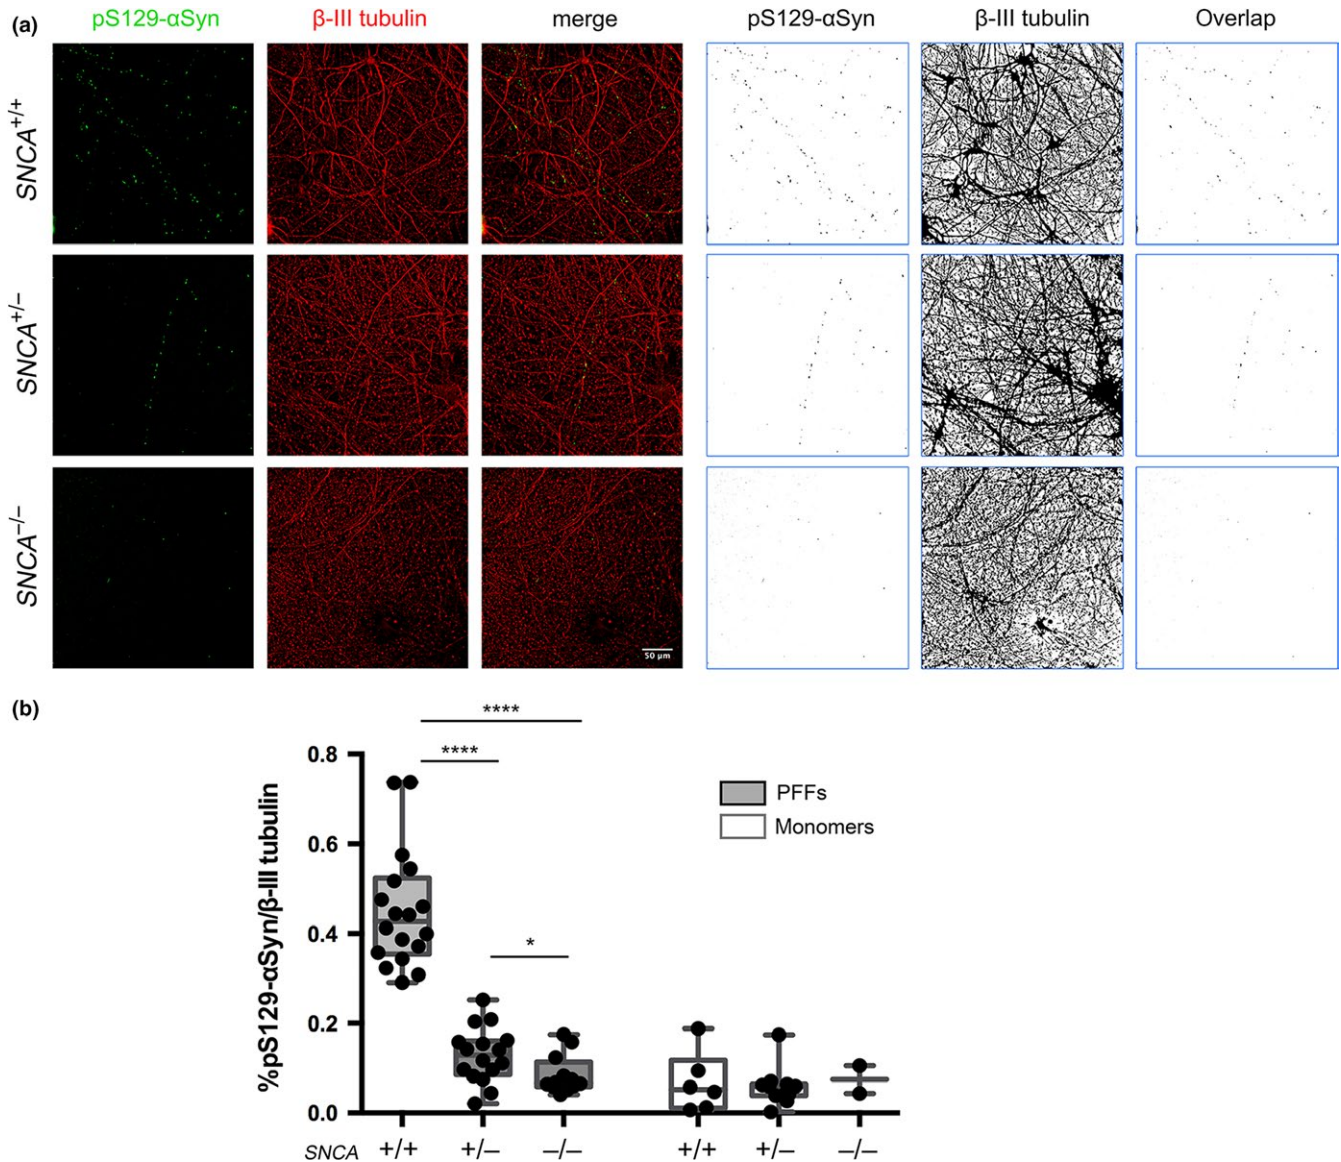 (a)
pS129-αSyn β-III tubulin merge pS129-αSyn β-III tubulin Overlap
SNCA+/+
SNCA+/–
SNCA–/–
50 µm
(b)
****
****
*
%pS129-αSyn/β-III tubulin
0.8
0.6
0.4
0.2
0.0
PFFs
Monomers
SNCA +/+ +/– –/– +/+ +/– –/–